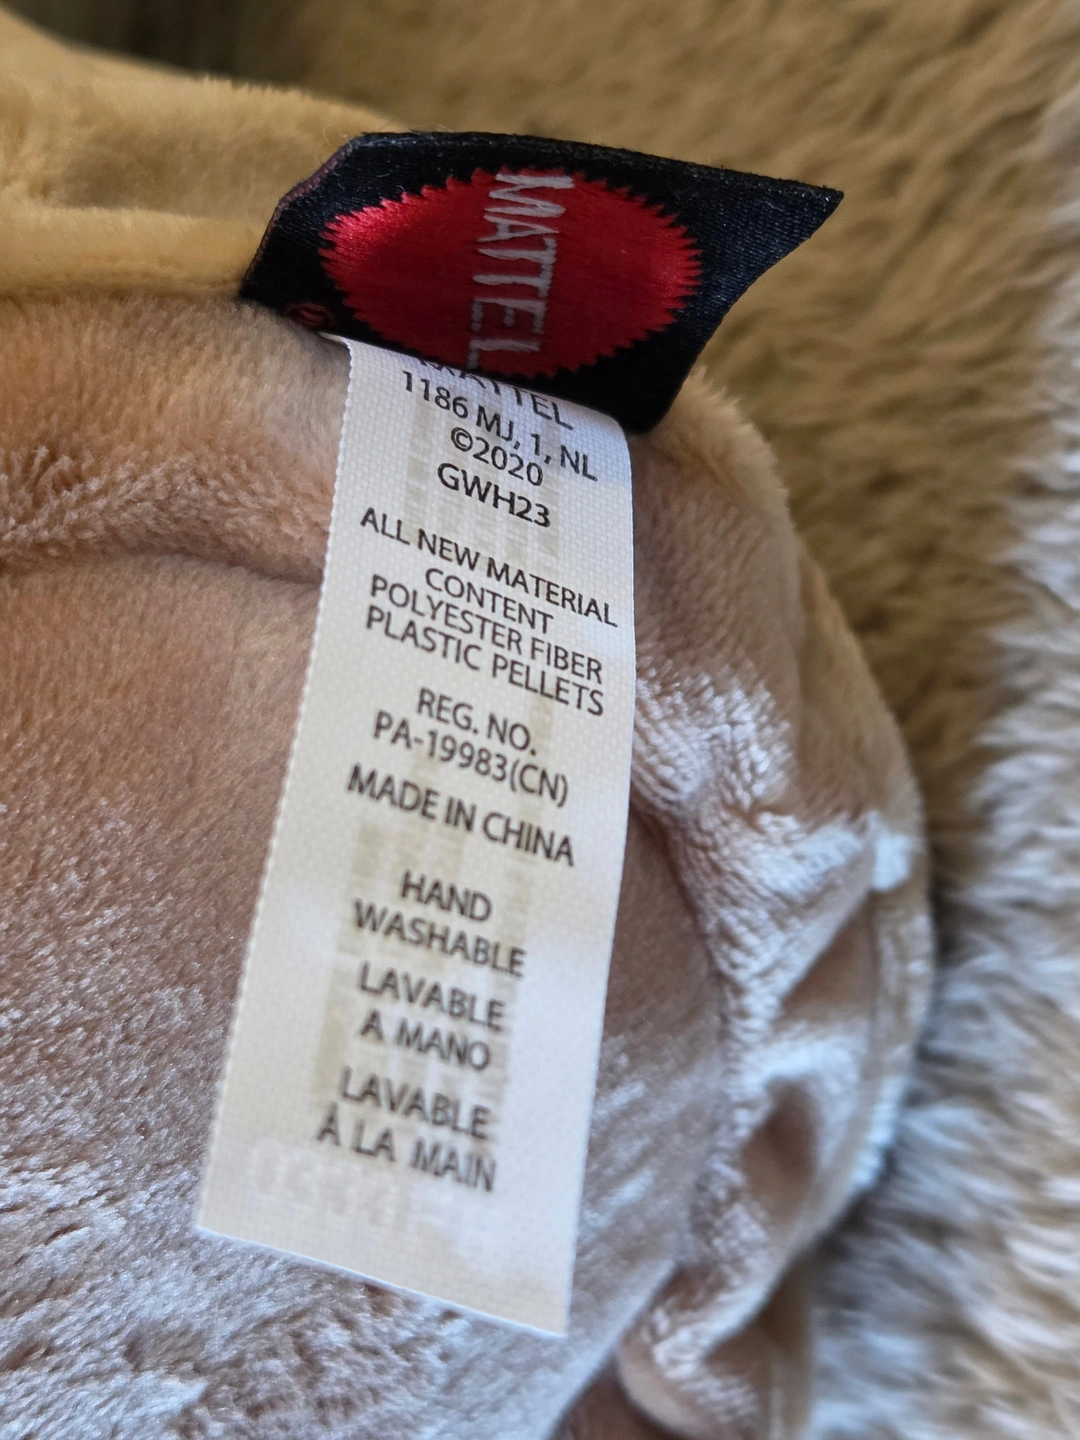 MATTEL
MATTEL
1186 MJ, 1, NL
©2020
GWH23
ALL NEW MATERIAL
CONTENT
POLYESTER FIBER
PLASTIC PELLETS
REG. NO.
PA-19983(CN)
MADE IN CHINA
HAND
WASHABLE
LAVABLE
A MANO
LAVABLE
À LA MAIN